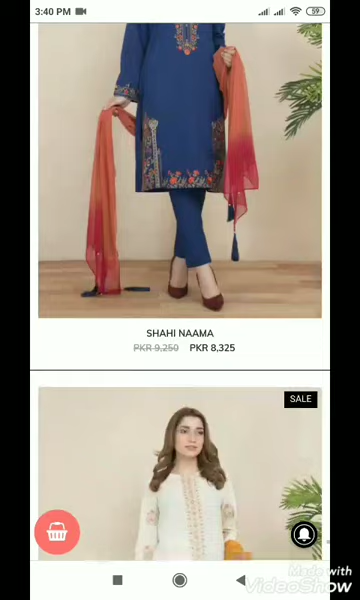 3:40 PM
59
SHAHI NAAMA
PKR 9,250 PKR 8,325
SALE
Made with
VideoShow